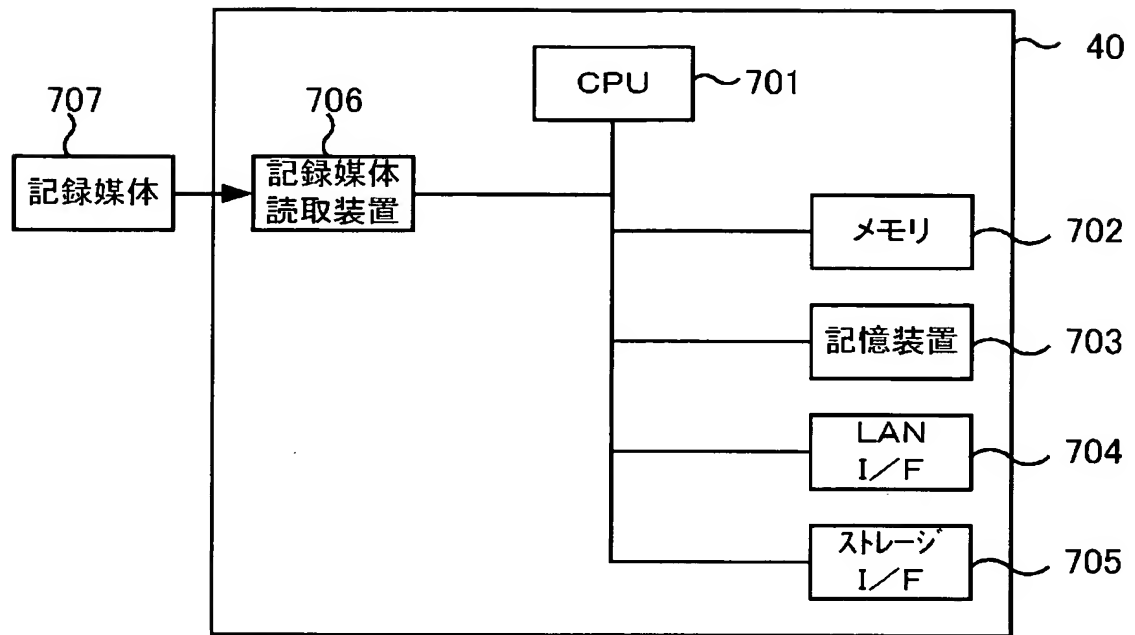 40
CPU
701
707
706
記録媒体
記録媒体
読取装置
メモリ
702
記憶装置
703
LAN
I／F
704
ストレージ
I／F
705